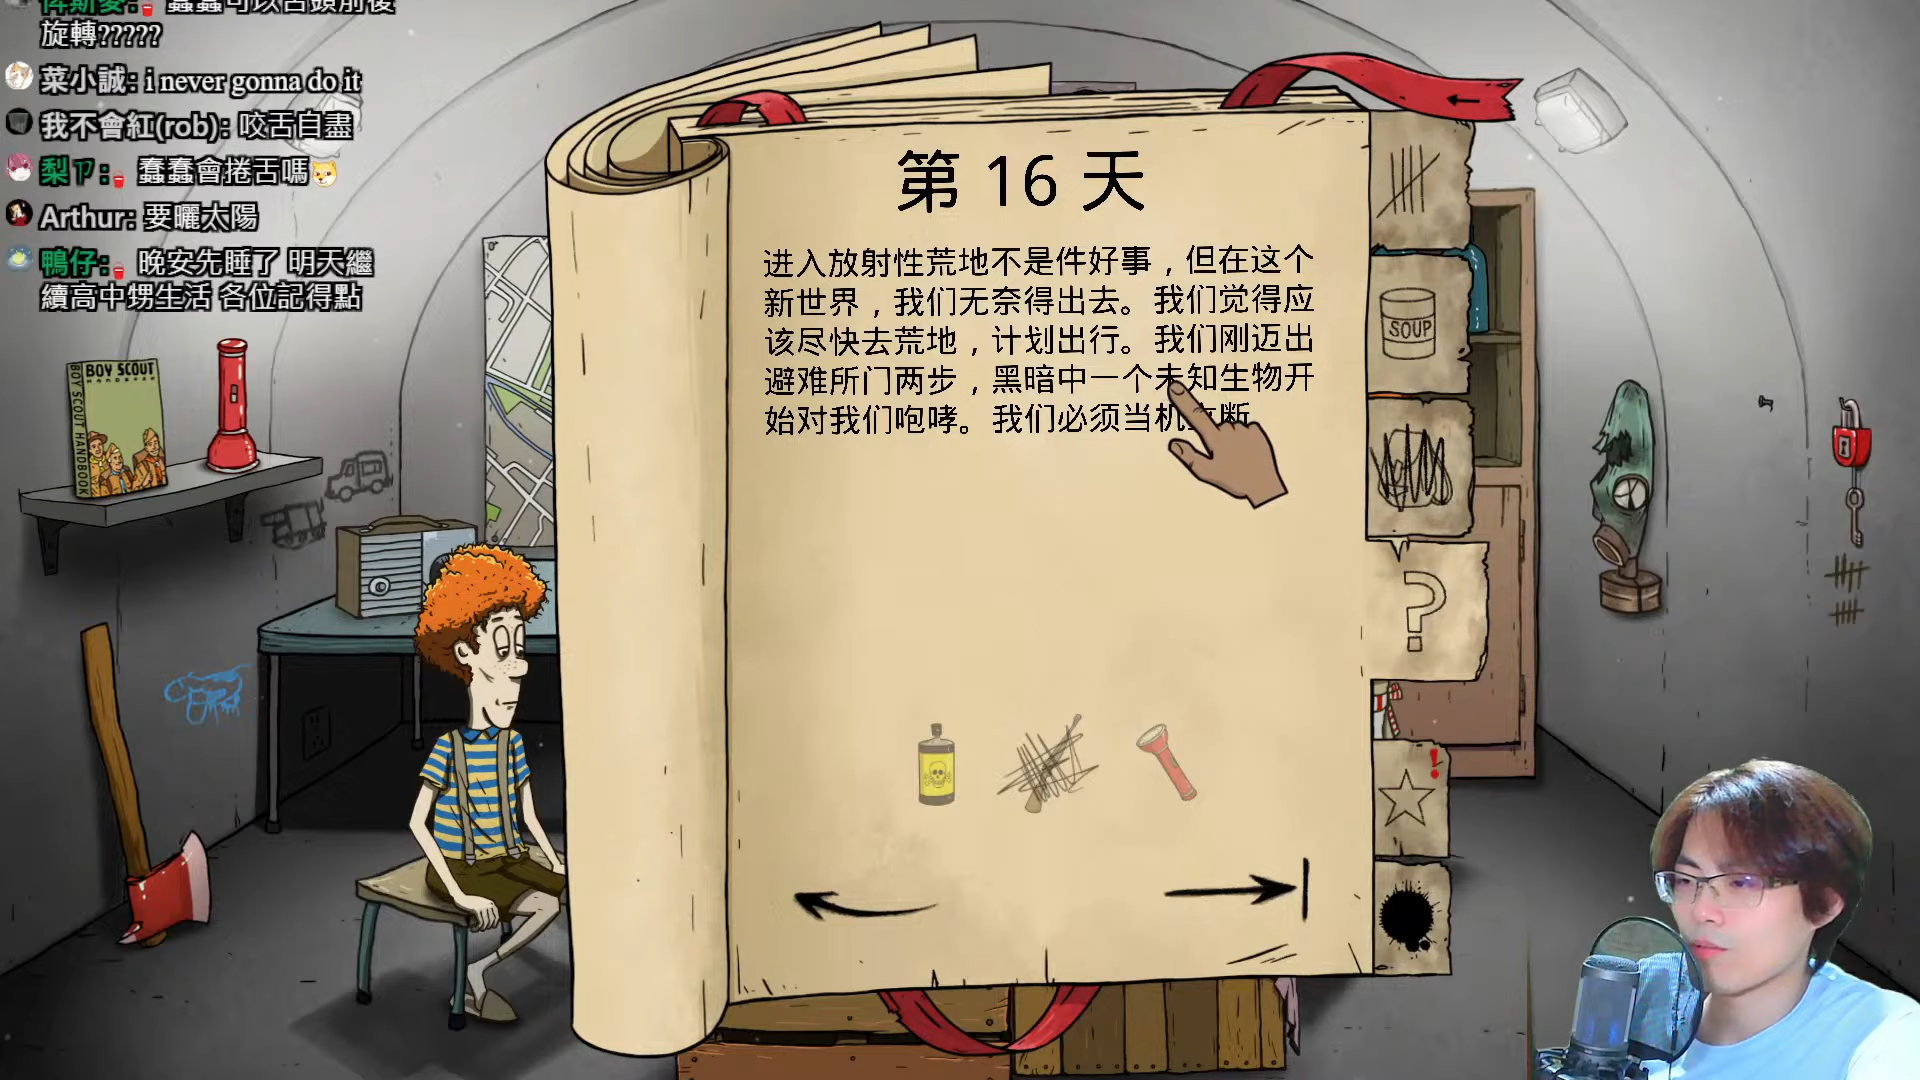 旋轉?????
菜小誠: i never gonna do it
我不會紅(rob): 咬舌自盡
梨ㄗ: 蠢蠢會捲舌嗎
Arthur: 要曬太陽
鴨仔: 晚安先睡了 明天繼
續高中甥生活 各位記得點
BOY SCOUT
HANDBOOK
BOY SCOUT HANDBOOK
第 16 天
进入放射性荒地不是件好事，但在这个
新世界，我们无奈得出去。我们觉得应
该尽快去荒地，计划出行。我们刚迈出
避难所门两步，黑暗中一个未知生物开
始对我们咆哮。我们必须当机立断
SOUP
?
!